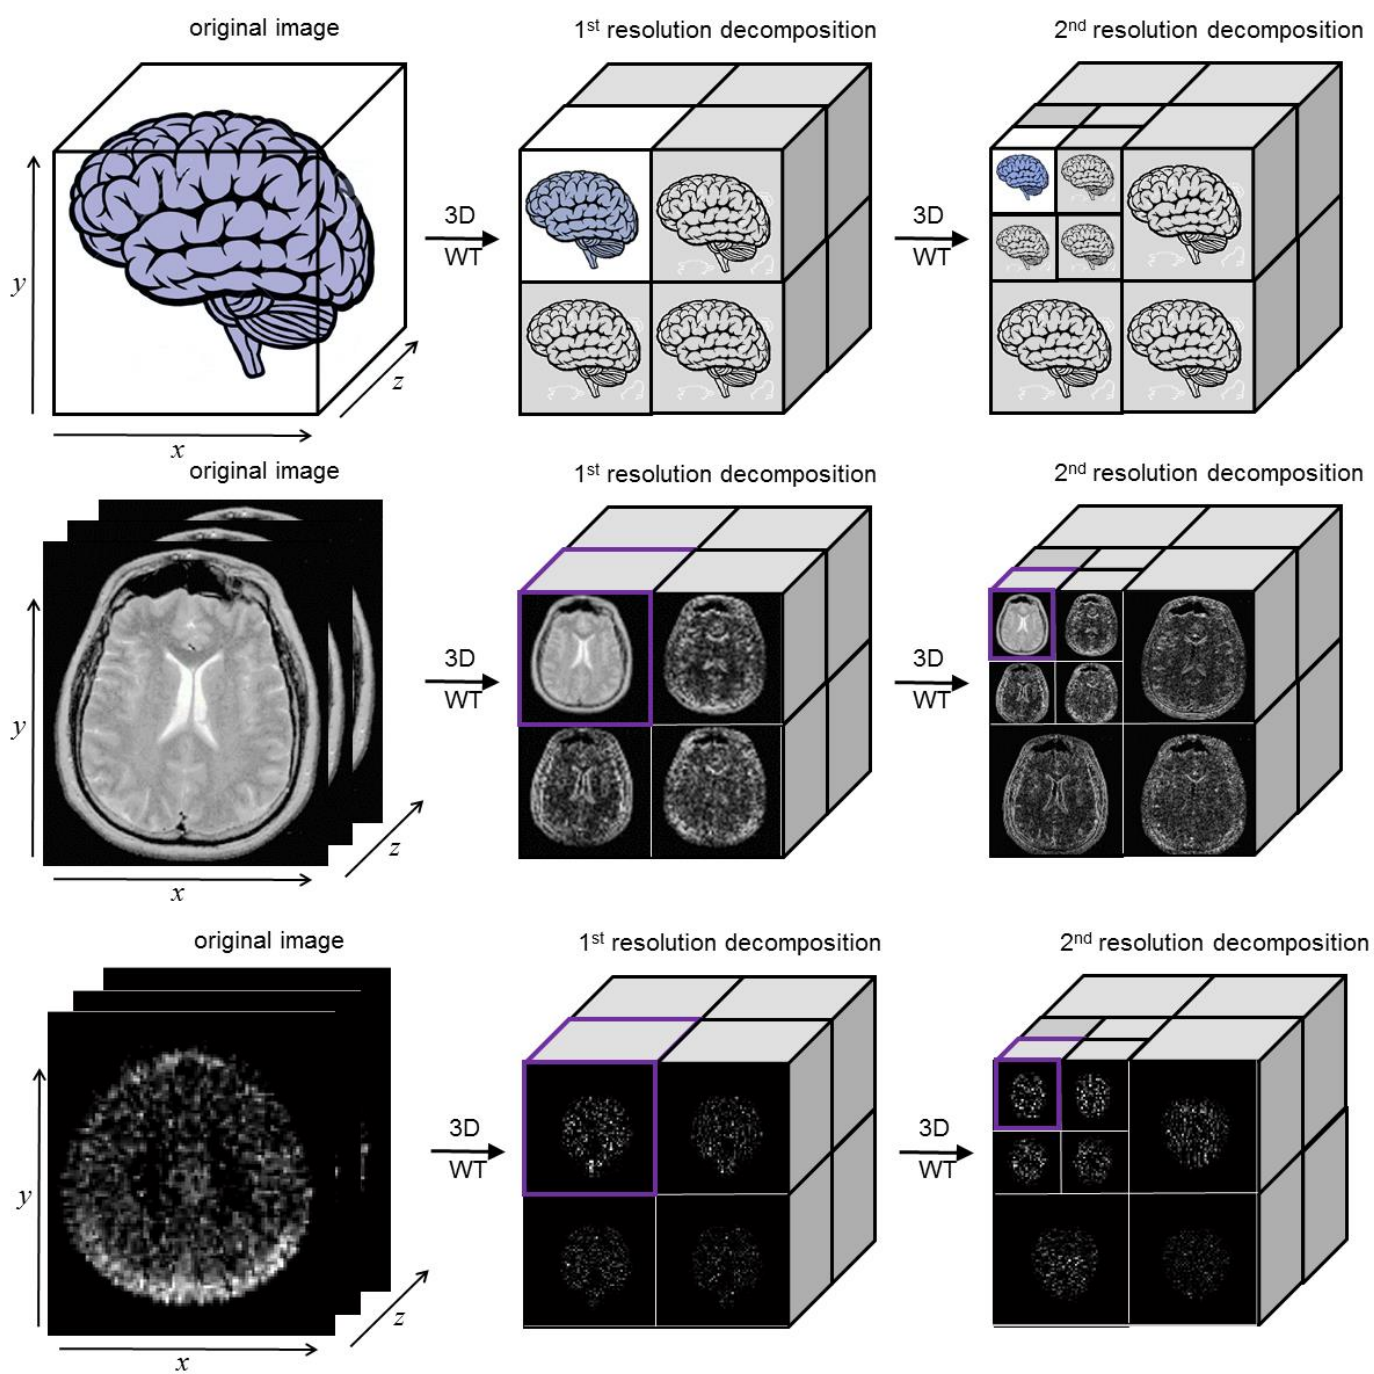 original image
1st resolution decomposition
2nd resolution decomposition
3D
WT
3D
WT
y
z
x
original image
1st resolution decomposition
2nd resolution decomposition
3D
WT
3D
WT
y
z
x
original image
1st resolution decomposition
2nd resolution decomposition
3D
WT
3D
WT
y
z
x